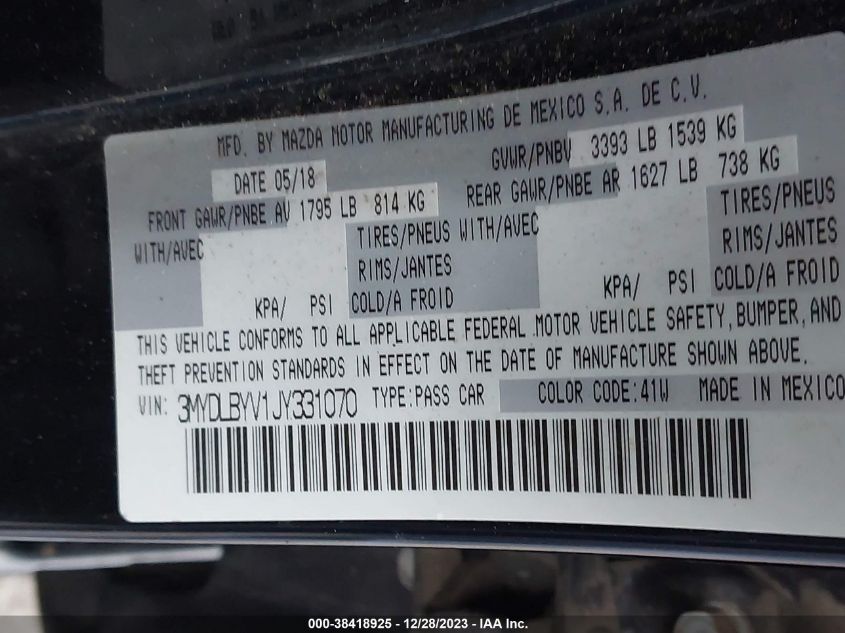 MFD. BY MAZDA MOTOR MANUFACTURING DE MEXICO S.A. DE C.V.
DATE 05/18 GVWR/PNBV 3393 LB 1539 KG
FRONT GAWR/PNBE AV 1795 LB 814 KG REAR GAWR/PNBE AR 1627 LB 738 KG
WITH/AVEC TIRES/PNEUS WITH/AVEC TIRES/PNEUS
RIMS/JANTES RIMS/JANTES
KPA/ PSI COLD/A FROID KPA/ PSI COLD/A FROID
THIS VEHICLE CONFORMS TO ALL APPLICABLE FEDERAL MOTOR VEHICLE SAFETY, BUMPER, AND
THEFT PREVENTION STANDARDS IN EFFECT ON THE DATE OF MANUFACTURE SHOWN ABOVE.
VIN: 3MYDLBYV1JY331070 TYPE:PASS CAR COLOR CODE:41W MADE IN MEXICO
000-38418925 - 12/28/2023 - IAA Inc.